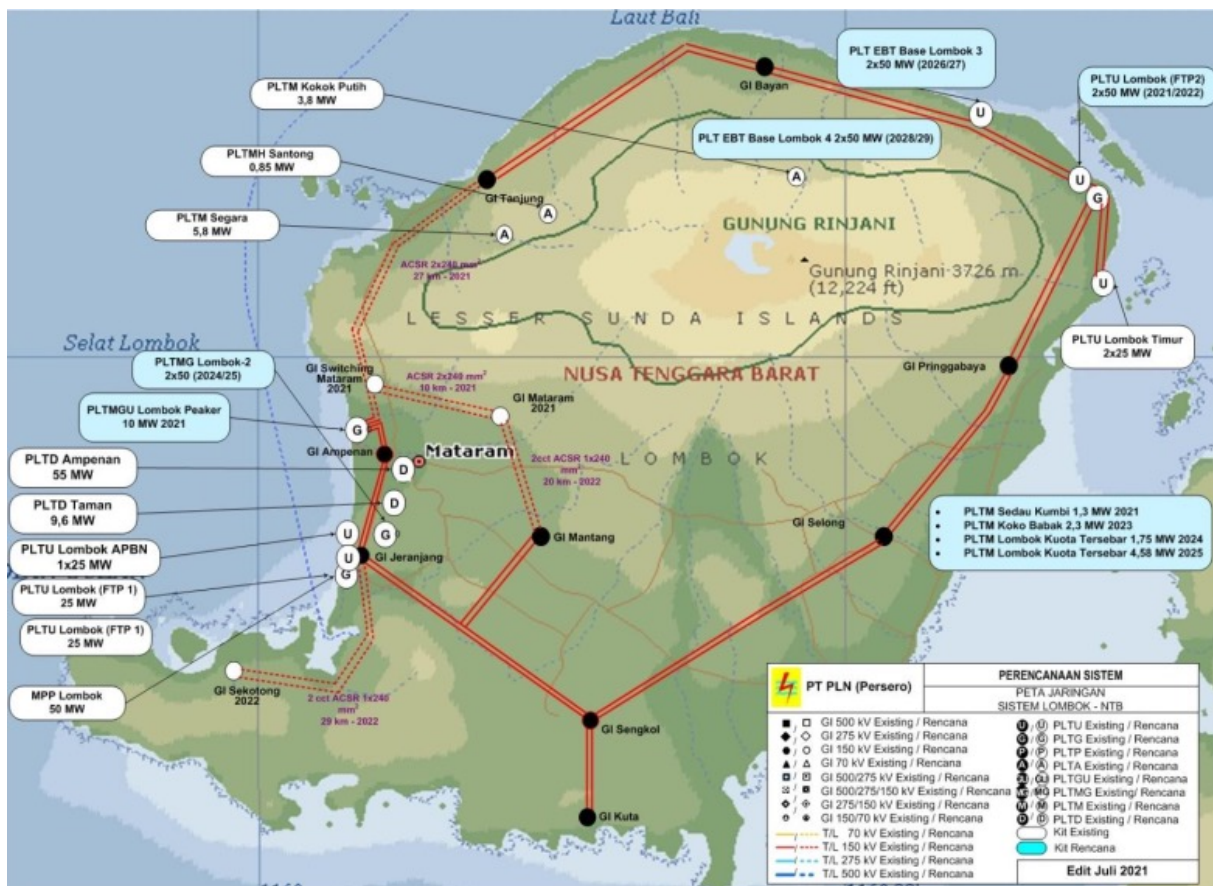 Laut Bali
PLT EBT Base Lombok 3
2x50 MW (2026/27)
PLTU Lombok (FTP2)
2x50 MW (2021/2022)
GI Bayan
U
PLTM Kokok Putih
3,8 MW
PLT EBT Base Lombok 4 2x50 MW (2028/29)
PLTMH Santong
0,85 MW
A
U
GI Tanjung
G
A
PLTM Segara
5,8 MW
A
GUNUNG RINJANI
ACSR 2x240 mm²
27 km - 2021
Gunung Rinjani 3726 m
(12,224 ft)
U
LESSER SUNDA ISLANDS
Selat Lombok
PLTU Lombok Timur
2x25 MW
PLTMG Lombok-2
2x50 (2024/25)
GI Switching
Mataram
2021
ACSR 2x240 mm²
10 km - 2021
NUSA TENGGARA BARAT
GI Pringgabaya
GI Mataram
2021
PLTMGU Lombok Peaker
10 MW 2021
G
GI Ampenan
Mataram
PLTD Ampenan
55 MW
D
2cct ACSR 1x240
mm²
20 km - 2022
LOMBOK
PLTD Taman
9,6 MW
D
PLTM Sedau Kumbi 1,3 MW 2021
PLTM Koko Babak 2,3 MW 2023
PLTM Lombok Kuota Tersebar 1,75 MW 2024
PLTM Lombok Kuota Tersebar 4,58 MW 2025
GI Selong
U
G
GI Mantang
PLTU Lombok APBN
1x25 MW
U
GI Jeranjang
G
PLTU Lombok (FTP 1)
25 MW
PLTU Lombok (FTP 1)
25 MW
GI Sekotong
2022
MPP Lombok
50 MW
2 cct ACSR 1x240
mm²
29 km - 2022
GI Sengkol
GI Kuta
PT PLN (Persero)
PERENCANAAN SISTEM
PETA JARINGAN
SISTEM LOMBOK - NTB
GI 500 kV Existing / Rencana
GI 275 kV Existing / Rencana
GI 150 kV Existing / Rencana
GI 70 kV Existing / Rencana
GI 500/275 kV Existing / Rencana
GI 500/275/150 kV Existing / Rencana
GI 275/150 kV Existing / Rencana
GI 150/70 kV Existing / Rencana
T/L 70 kV Existing / Rencana
T/L 150 kV Existing / Rencana
T/L 275 kV Existing / Rencana
T/L 500 kV Existing / Rencana
U / U PLTU Existing / Rencana
G / G PLTG Existing / Rencana
P / P PLTP Existing / Rencana
A / A PLTA Existing / Rencana
GU / GU PLTGU Existing / Rencana
MG / MG PLTMG Existing/ Rencana
M / M PLTM Existing / Rencana
D / D PLTD Existing / Rencana
Kit Existing
Kit Rencana
Edit Juli 2021